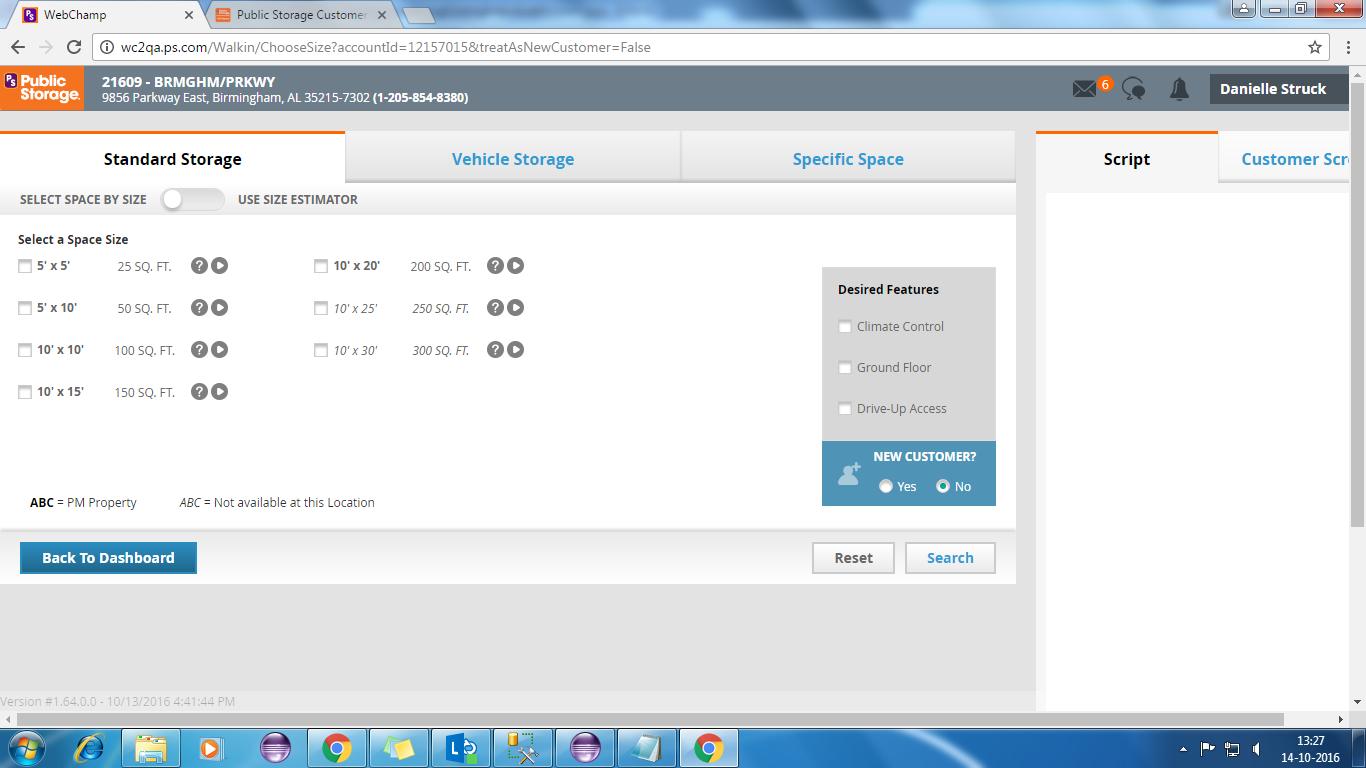 WebChamp
Public Storage Customer
wc2qa.ps.com/Walkin/ChooseSize?accountId=12157015&treatAsNewCustomer=False
PS Public Storage.
21609 - BRMGHM/PRKWY
9856 Parkway East, Birmingham, AL 35215-7302 (1-205-854-8380)
6
Danielle Struck
Standard Storage
Vehicle Storage
Specific Space
Script
Customer Scr
SELECT SPACE BY SIZE
USE SIZE ESTIMATOR
Select a Space Size
5' x 5' 25 SQ. FT. ?
10' x 20' 200 SQ. FT. ?
5' x 10' 50 SQ. FT. ?
10' x 25' 250 SQ. FT. ?
10' x 10' 100 SQ. FT. ?
10' x 30' 300 SQ. FT. ?
10' x 15' 150 SQ. FT. ?
Desired Features
Climate Control
Ground Floor
Drive-Up Access
NEW CUSTOMER?
Yes No
ABC = PM Property
ABC = Not available at this Location
Back To Dashboard
Reset
Search
Version #1.64.0.0 - 10/13/2016 4:41:44 PM
13:27
14-10-2016